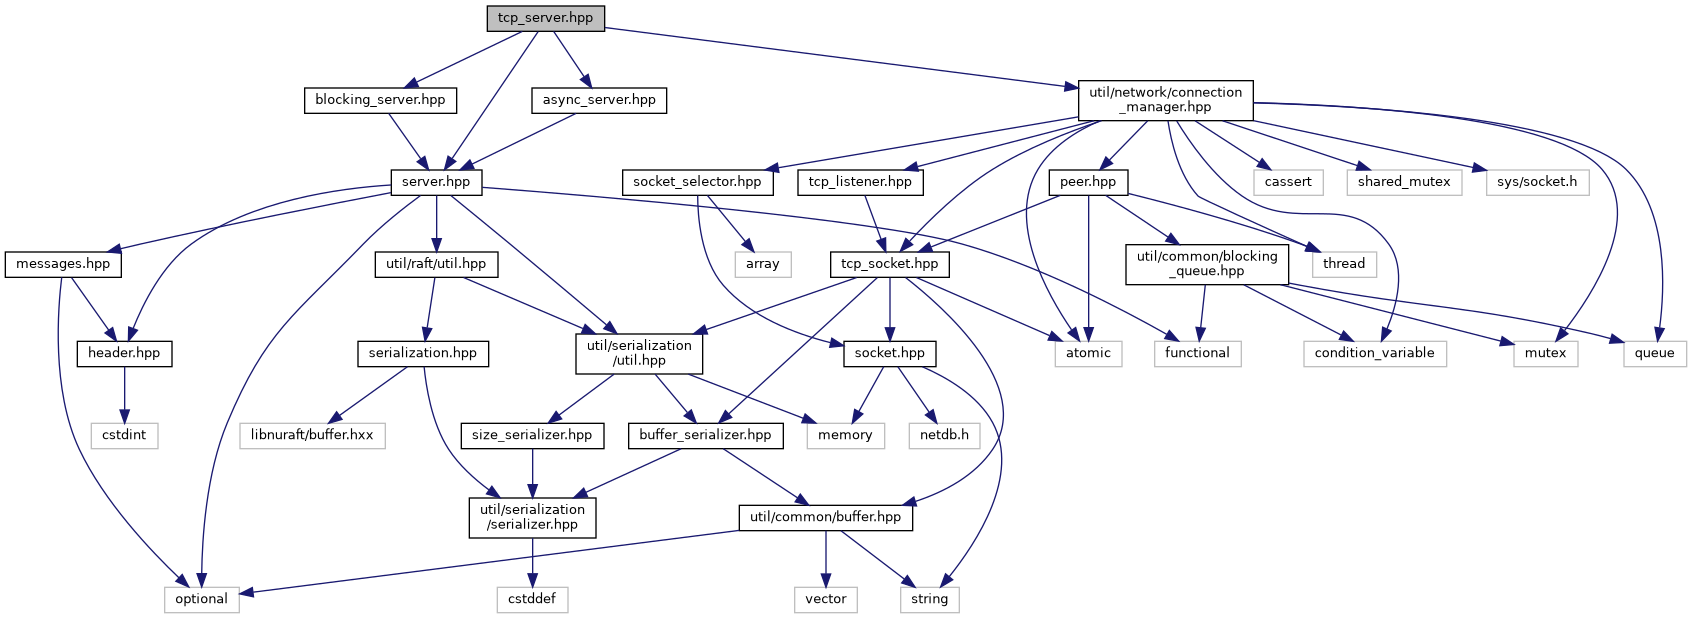 tcp_server.hpp
util/network/connection
_manager.hpp
blocking_server.hpp
async_server.hpp
server.hpp
socket_selector.hpp
tcp_listener.hpp
peer.hpp
cassert
shared_mutex
sys/socket.h
messages.hpp
util/raft/util.hpp
array
tcp_socket.hpp
util/common/blocking
_queue.hpp
thread
header.hpp
serialization.hpp
util/serialization
/util.hpp
socket.hpp
atomic
functional
condition_variable
mutex
queue
cstdint
libnuraft/buffer.hxx
size_serializer.hpp
buffer_serializer.hpp
memory
netdb.h
util/serialization
/serializer.hpp
util/common/buffer.hpp
optional
cstddef
vector
string